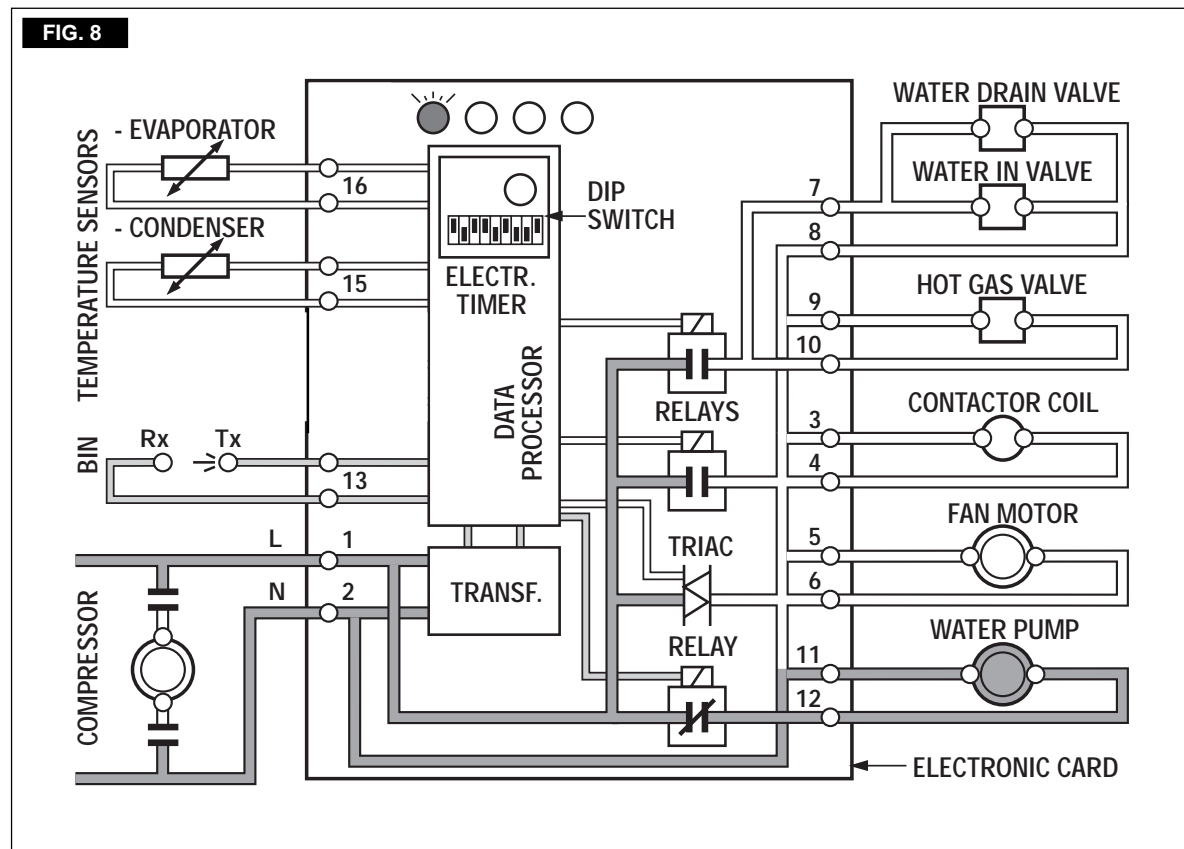 FIG. 8
WATER DRAIN VALVE
TEMPERATURE SENSORS
- EVAPORATOR
16
- CONDENSER
15
DIP
SWITCH
ELECTR.
TIMER
DATA
PROCESSOR
7
WATER IN VALVE
8
HOT GAS VALVE
9
10
RELAYS
CONTACTOR COIL
3
4
BIN
Rx
Tx
13
FAN MOTOR
5
6
TRIAC
L
1
N
2
TRANSF.
COMPRESSOR
RELAY
WATER PUMP
11
12
ELECTRONIC CARD